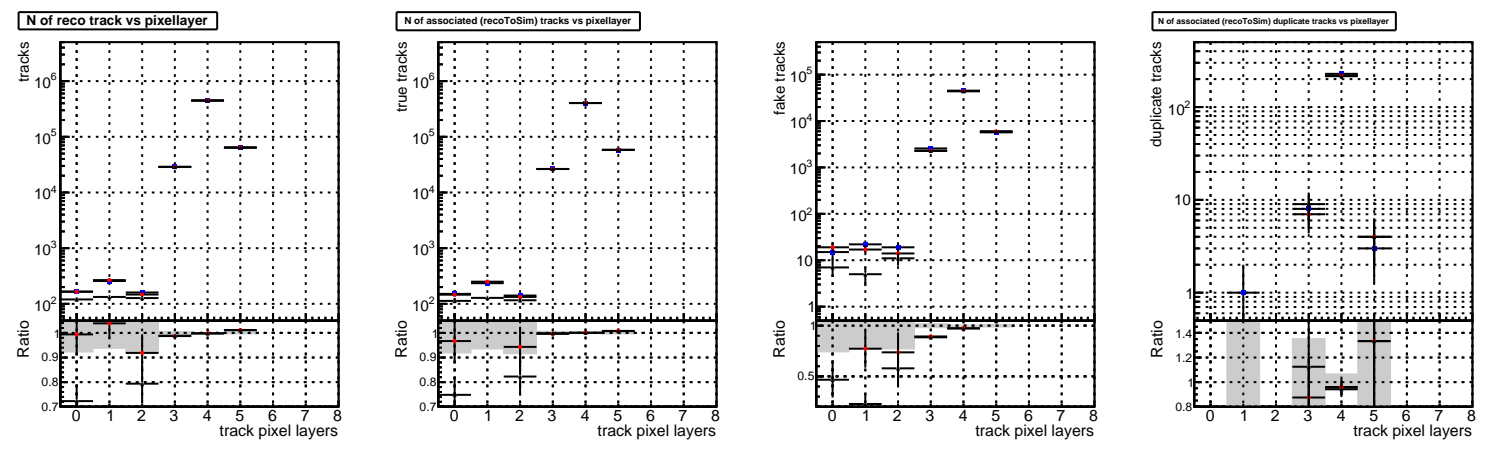 N of reco track vs pixellayer
tracks
10^6
10^5
10^4
10^3
10^2
Ratio
1
0.9
0.8
0.7
0 1 2 3 4 5 6 7 8
track pixel layers
N of associated (recoToSim) tracks vs pixellayer
true tracks
10^6
10^5
10^4
10^3
10^2
Ratio
1
0.9
0.8
0.7
0 1 2 3 4 5 6 7 8
track pixel layers
fake tracks
10^5
10^4
10^3
10^2
10
1
Ratio
1
0.5
0 1 2 3 4 5 6 7 8
track pixel layers
N of associated (recoToSim) duplicate tracks vs pixellayer
duplicate tracks
10^2
10
1
Ratio
1.4
1.2
1
0.8
0 1 2 3 4 5 6 7 8
track pixel layers